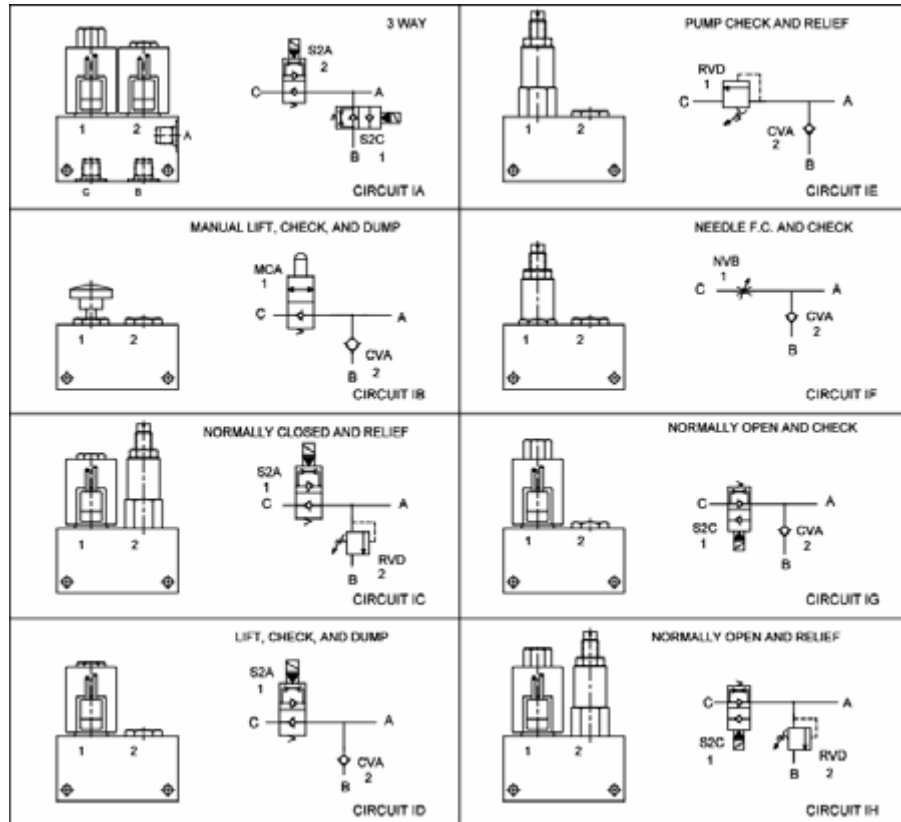 3 WAY
S2A
2
C
A
S2C
B 1
1 2
A
C B
CIRCUIT IA
PUMP CHECK AND RELIEF
RVD
1
C
A
CVA
2
B
1 2
CIRCUIT IE
MANUAL LIFT, CHECK, AND DUMP
MCA
1
C
A
CVA
2
B
1 2
CIRCUIT IB
NEEDLE F.C. AND CHECK
NVB
1
C
A
CVA
2
B
1 2
CIRCUIT IF
NORMALLY CLOSED AND RELIEF
S2A
1
C
A
RVD
B 2
1 2
CIRCUIT IC
NORMALLY OPEN AND CHECK
C
A
S2C
1
CVA
2
B
1 2
CIRCUIT IG
LIFT, CHECK, AND DUMP
S2A
1
C
A
CVA
2
B
1 2
CIRCUIT ID
NORMALLY OPEN AND RELIEF
C
A
S2C
1
RVD
B 2
1 2
CIRCUIT IH